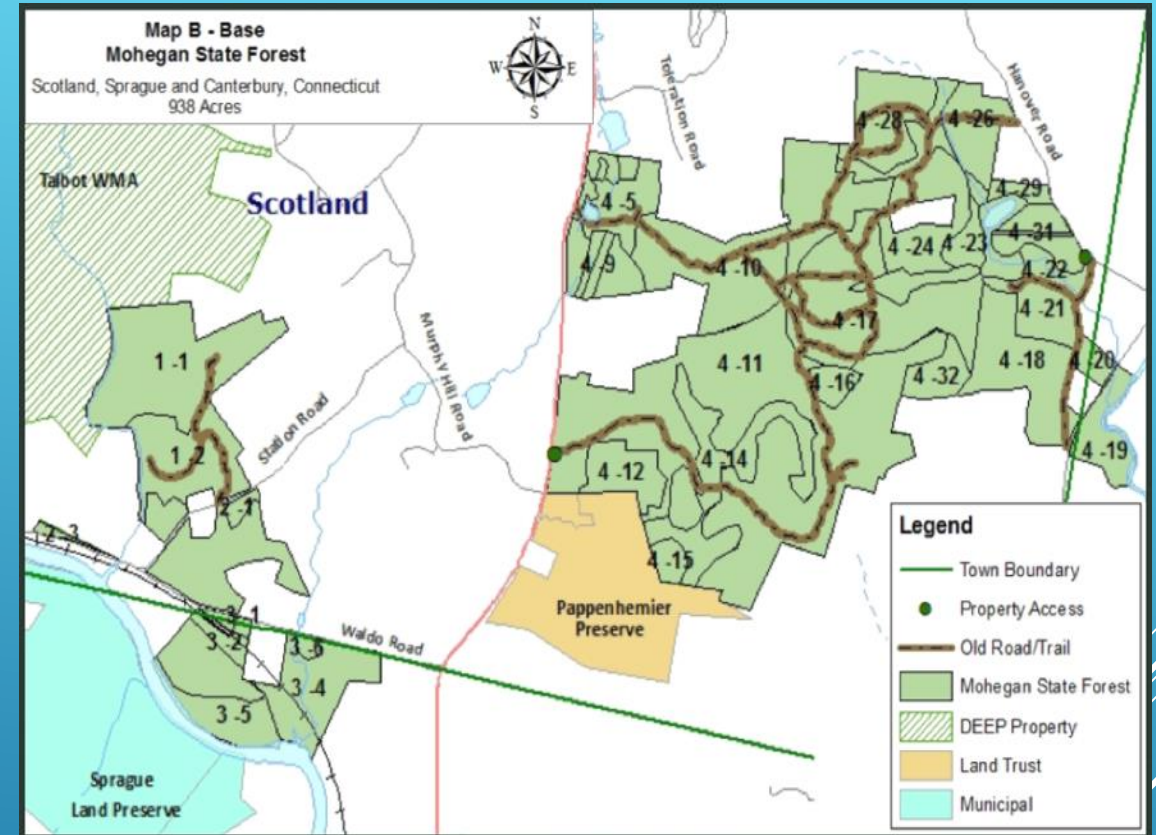 Map B - Base
Mohegan State Forest
Scotland, Sprague and Canterbury, Connecticut
938 Acres
N
W E
S
Talbot WMA
Scotland
Toleration Road
Hanover Road
Murphy Hill Road
Station Road
Waldo Road
4 -28
4 -26
4 -5
4 -29
4 -31
4 -24
4 -23
4 -9
4 -10
4 -22
4 -21
4 -17
1 -1
4 -11
4 -18
4 -20
4 -16
4 -32
1 -2
4 -14
4 -19
4 -12
2 -1
2 -3
4 -15
3 -1
3 -2
3 -6
3 -4
3 -5
Pappenhemier
Preserve
Sprague
Land Preserve
Legend
Town Boundary
Property Access
Old Road/Trail
Mohegan State Forest
DEEP Property
Land Trust
Municipal